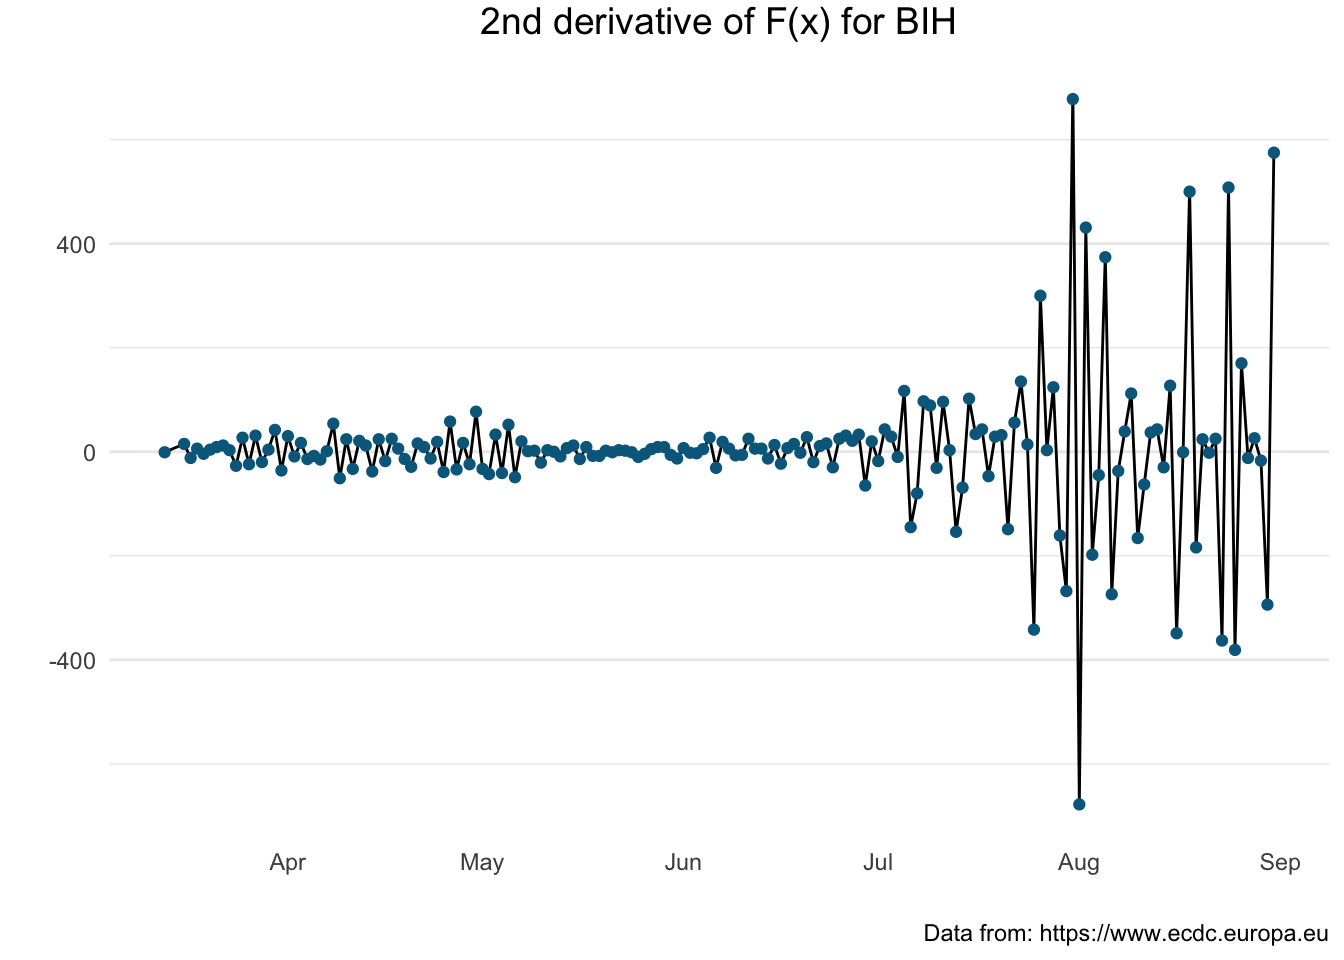 2nd derivative of F(x) for BIH
400
0
-400
Apr May Jun Jul Aug Sep
Data from: https://www.ecdc.europa.eu